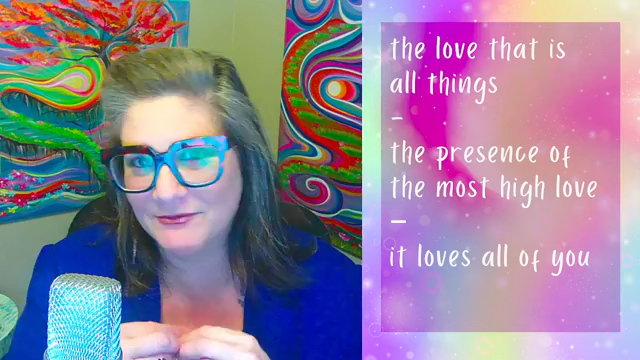 the love that is
all things
-
the presence of
the most high love
-
it loves all of you